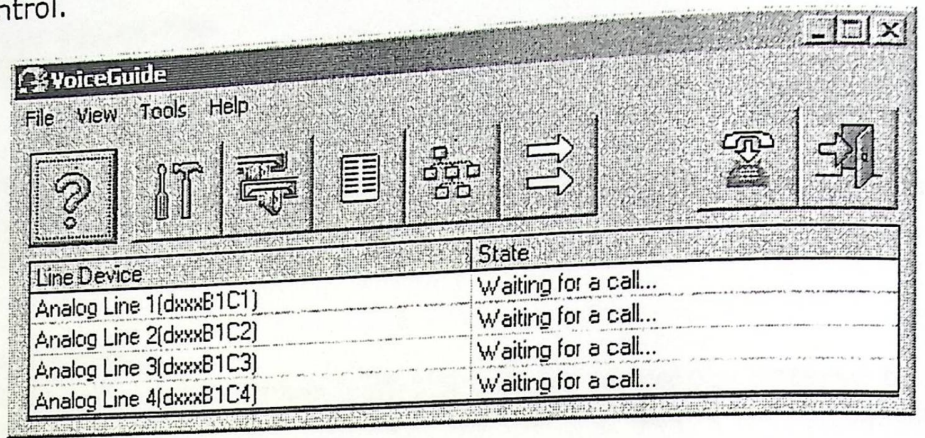 ntrol.
VoiceGuide
File View Tools Help
Line Device State
Analog Line 1(dxxxB1C1) Waiting for a call...
Analog Line 2(dxxxB1C2) Waiting for a call...
Analog Line 3(dxxxB1C3) Waiting for a call...
Analog Line 4(dxxxB1C4) Waiting for a call...